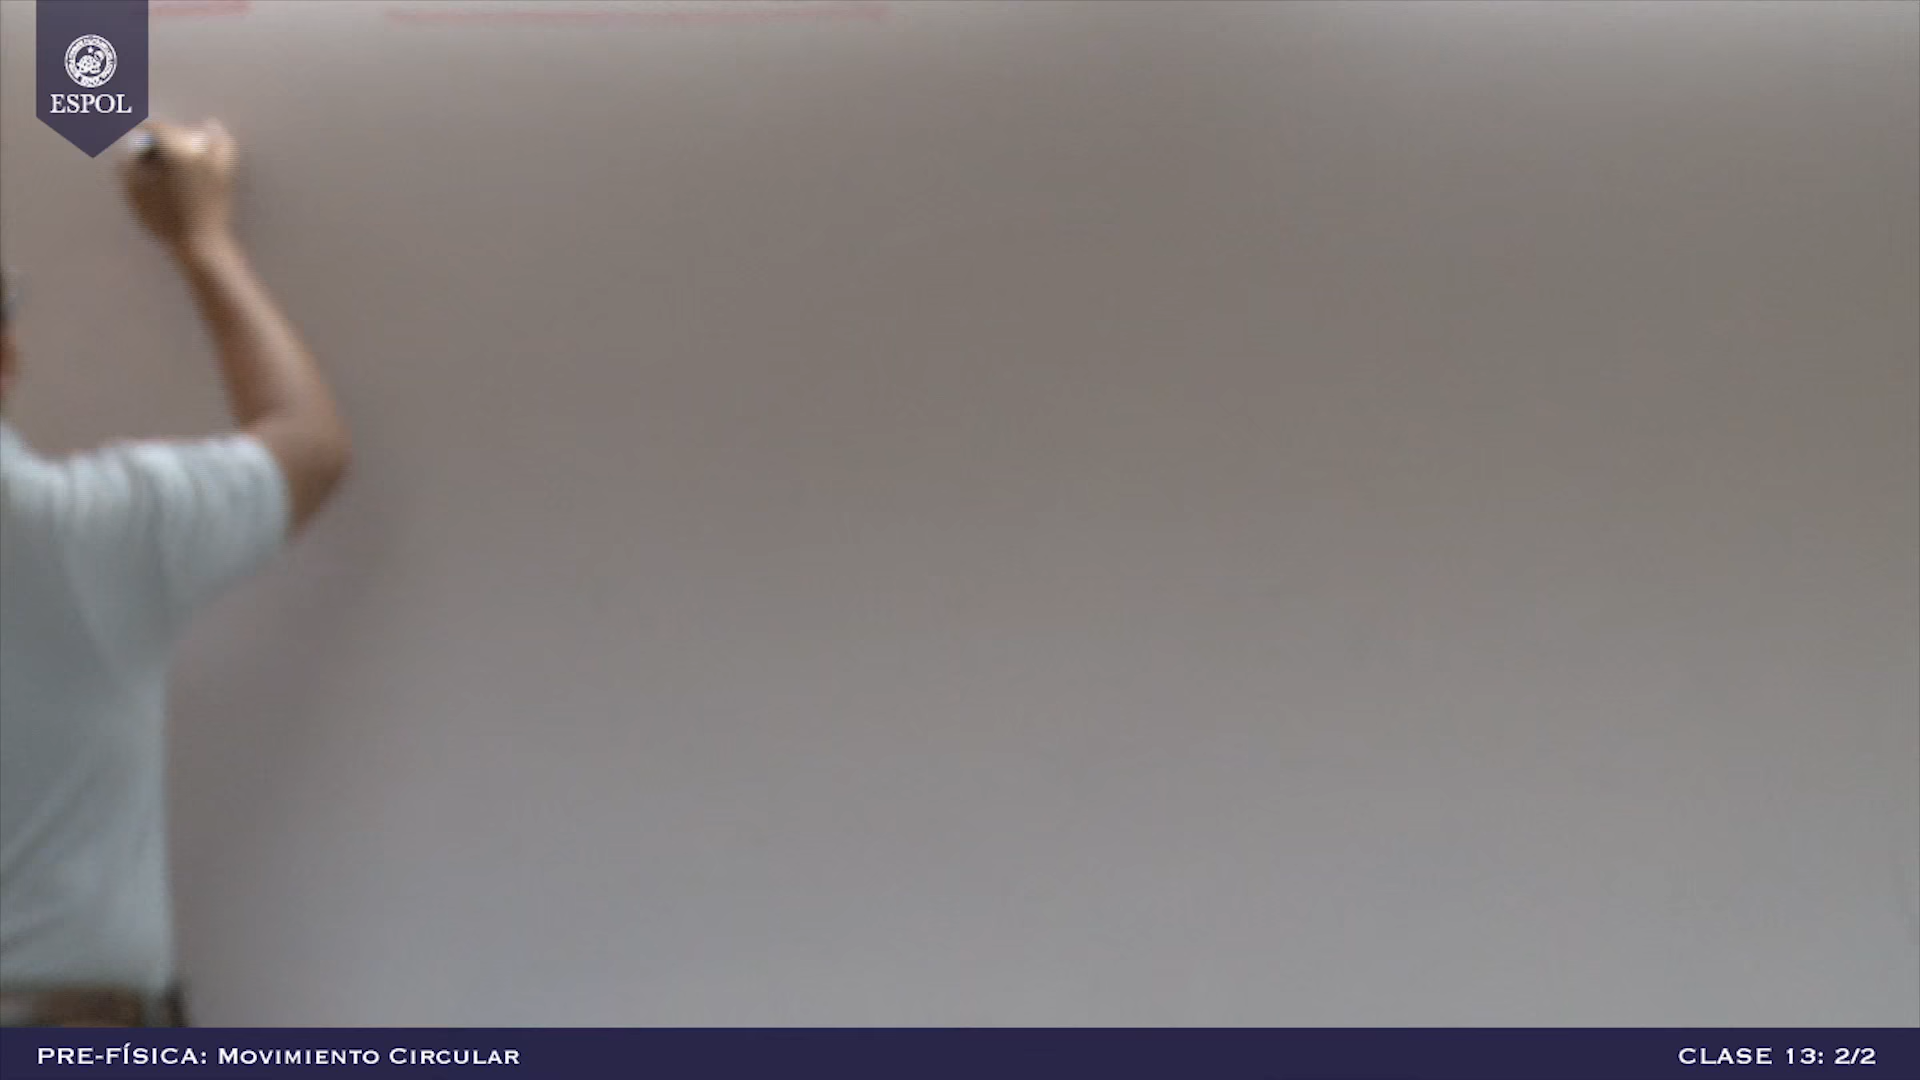 ESPOL
PRE-FÍSICA: MOVIMIENTO CIRCULAR
CLASE 13: 2/2